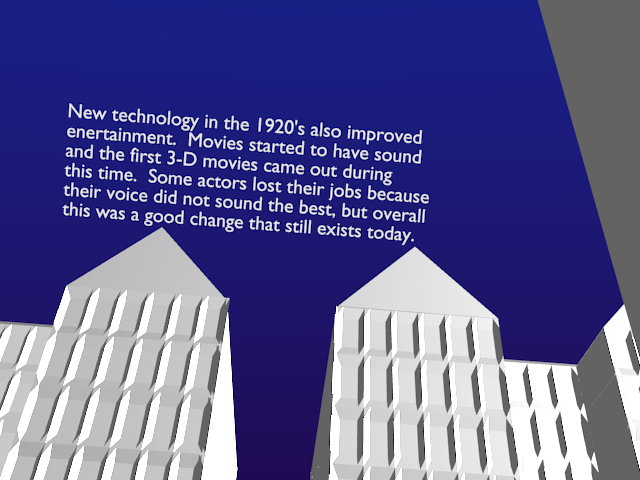 New technology in the 1920's also improved
enertainment.  Movies started to have sound
and the first 3-D movies came out during
this time.  Some actors lost their jobs because
their voice did not sound the best, but overall
this was a good change that still exists today.